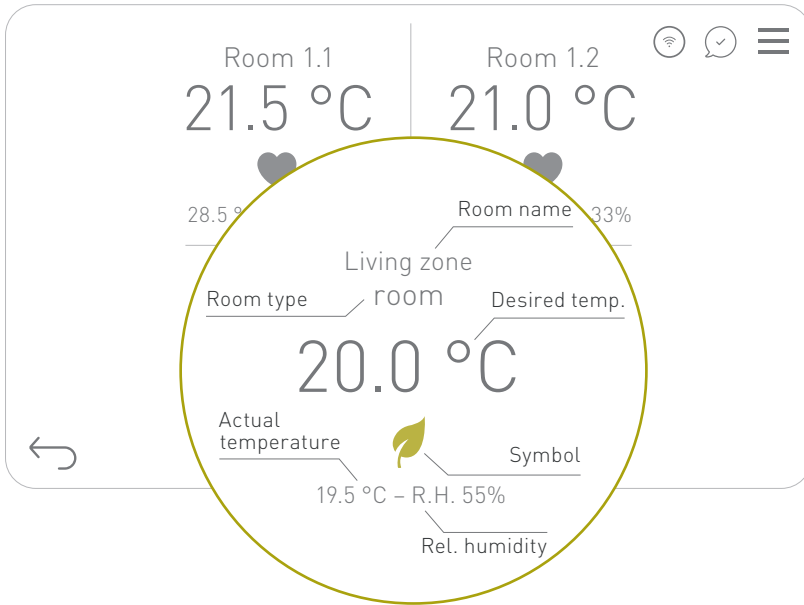 Room 1.1
Room 1.2
21.5 °C
21.0 °C
28.5 °
33%
Room name
Living zone
Room type
room
Desired temp.
20.0 °C
Actual
temperature
Symbol
19.5 °C – R.H. 55%
Rel. humidity